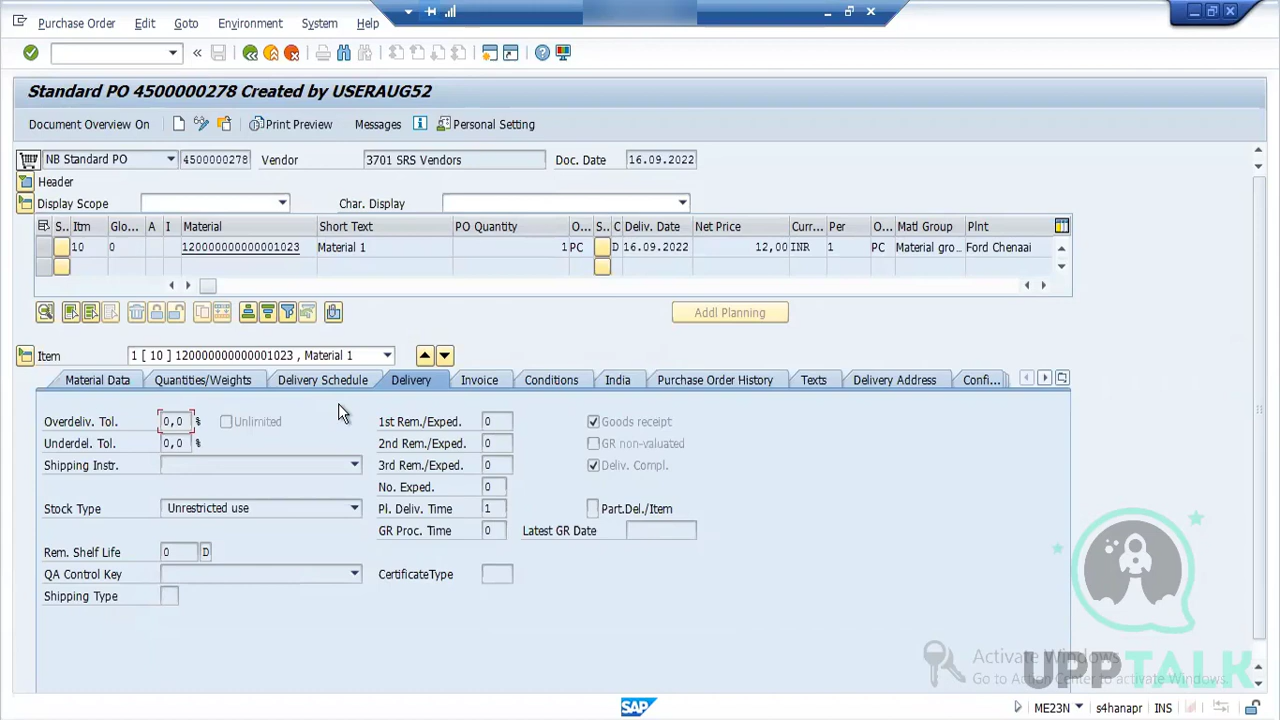 Purchase Order Edit Goto Environment System Help
Standard PO 4500000278 Created by USERAUG52
Document Overview On Print Preview Messages Personal Setting
NB Standard PO 4500000278 Vendor 3701 SRS Vendors Doc. Date 16.09.2022
Header
Display Scope Char. Display
S.. Itm Glo... A I Material Short Text PO Quantity O... S.. C Deliv. Date Net Price Curr... Per O... Matl Group Plnt
10 0 120000000000001023 Material 1 1 PC D 16.09.2022 12,00 INR 1 PC Material gro... Ford Chenaai
Addl Planning
Item 1 [ 10 ] 120000000000001023 , Material 1
Material Data Quantities/Weights Delivery Schedule Delivery Invoice Conditions India Purchase Order History Texts Delivery Address Confi...
Overdeliv. Tol. 0,0 % Unlimited 1st Rem./Exped. 0 Goods receipt
Underdel. Tol. 0,0 % 2nd Rem./Exped. 0 GR non-valuated
Shipping Instr. 3rd Rem./Exped. 0 Deliv. Compl.
No. Exped. 0
Stock Type Unrestricted use Pl. Deliv. Time 1 Part.Del./Item
GR Proc. Time 0 Latest GR Date
Rem. Shelf Life 0 D
QA Control Key CertificateType
Shipping Type
Activate Windows
Go to Action Center to activate Windows.
UPPTALK
SAP ME23N s4hanapr INS